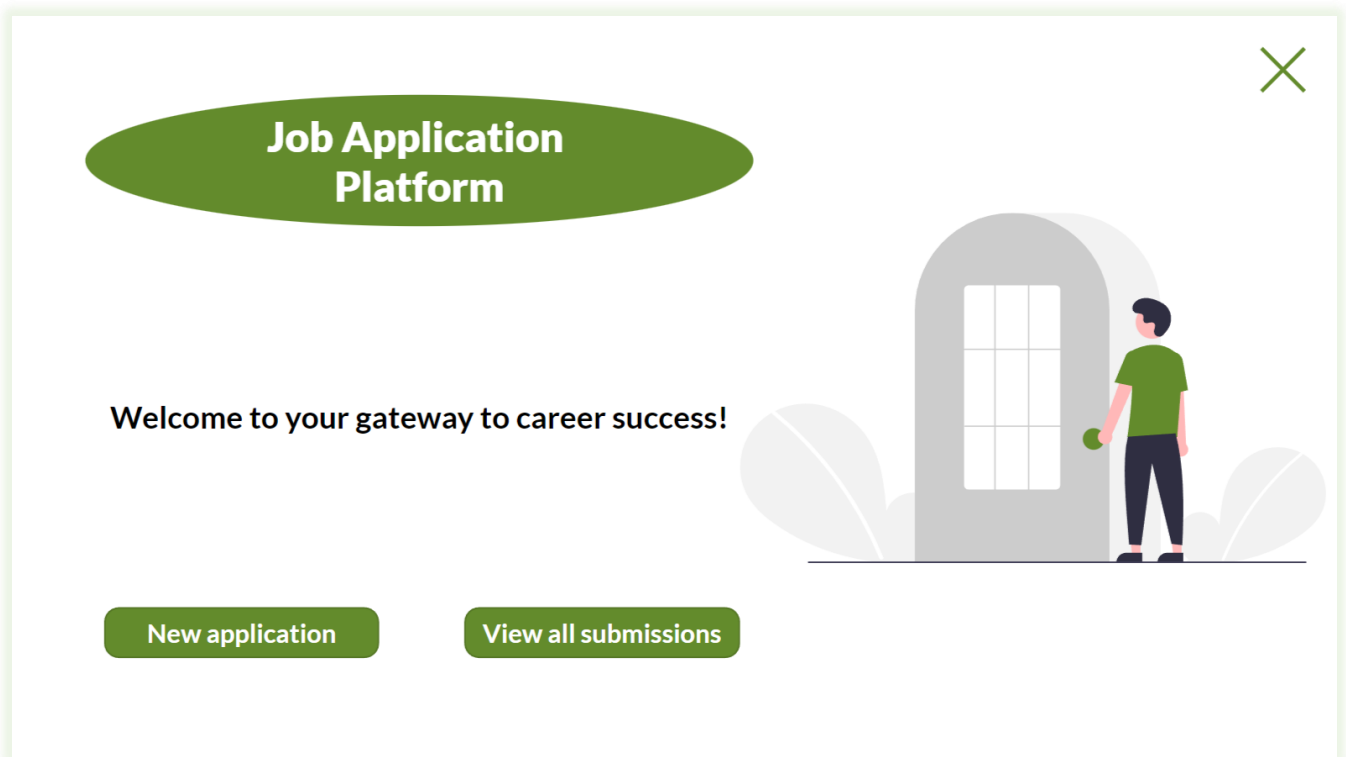 Job Application
Platform
Welcome to your gateway to career success!
New application
View all submissions